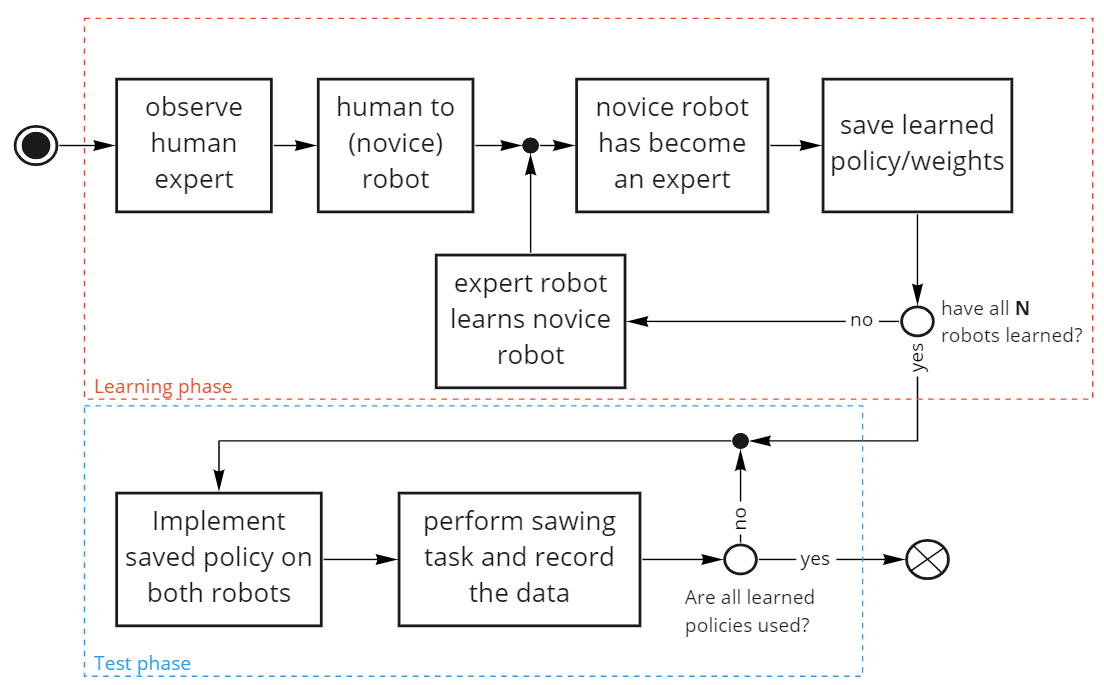 observe
human
expert
human to
(novice)
robot
novice robot
has become
an expert
save learned
policy/weights
expert robot
learns novice
robot
no
have all N
robots learned?
yes
Learning phase
Implement
saved policy on
both robots
perform sawing
task and record
the data
no
yes
Are all learned
policies used?
Test phase